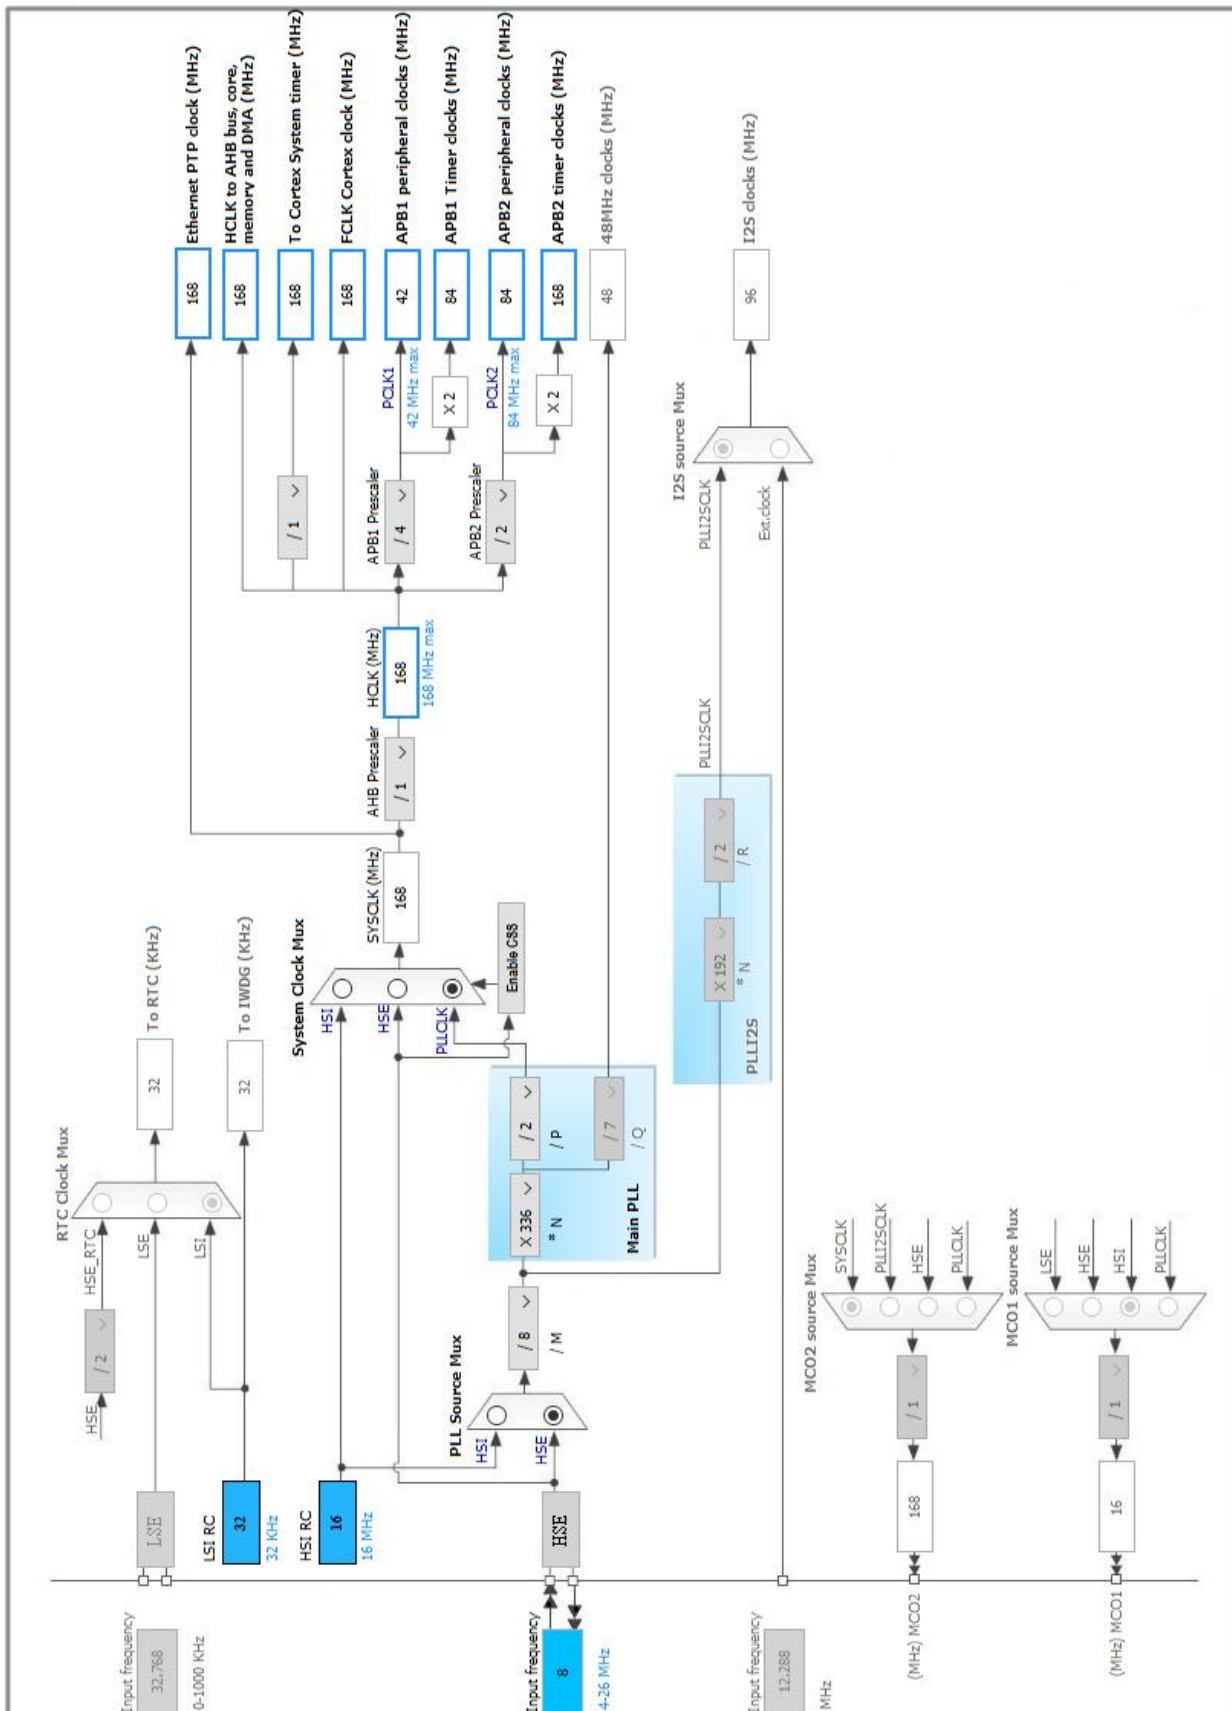 Input frequency
32.768
0-1000 KHz
LSE
HSE
/ 2
HSE_RTC
LSE
LSI
RTC Clock Mux
32
To RTC (KHz)
LSI RC
32
32 KHz
32
To IWDG (KHz)
HSI RC
16
16 MHz
Input frequency
8
4-26 MHz
HSE
PLL Source Mux
HSI
HSE
/ 8
/ M
X 336
* N
/ 2
/ P
/ 7
/ Q
Main PLL
System Clock Mux
HSI
HSE
PLLCLK
Enable CSS
SYSCLK (MHz)
168
AHB Prescaler
/ 1
HCLK (MHz)
168
168 MHz max
/ 1
APB1 Prescaler
/ 4
PCLK1
42 MHz max
X 2
APB2 Prescaler
/ 2
PCLK2
84 MHz max
X 2
168
Ethernet PTP clock (MHz)
168
HCLK to AHB bus, core,
memory and DMA (MHz)
168
To Cortex System timer (MHz)
168
FCLK Cortex clock (MHz)
42
APB1 peripheral clocks (MHz)
84
APB1 Timer clocks (MHz)
84
APB2 peripheral clocks (MHz)
168
APB2 timer clocks (MHz)
48
48MHz clocks (MHz)
X 192
* N
/ 2
/ R
PLLI2S
PLLI2SCLK
PLLI2SCLK
Ext.clock
I2S source Mux
96
I2S clocks (MHz)
Input frequency
12.288
MHz
MCO2 source Mux
SYSCLK
PLLI2SCLK
HSE
PLLCLK
/ 1
168
(MHz) MCO2
MCO1 source Mux
LSE
HSE
HSI
PLLCLK
/ 1
16
(MHz) MCO1